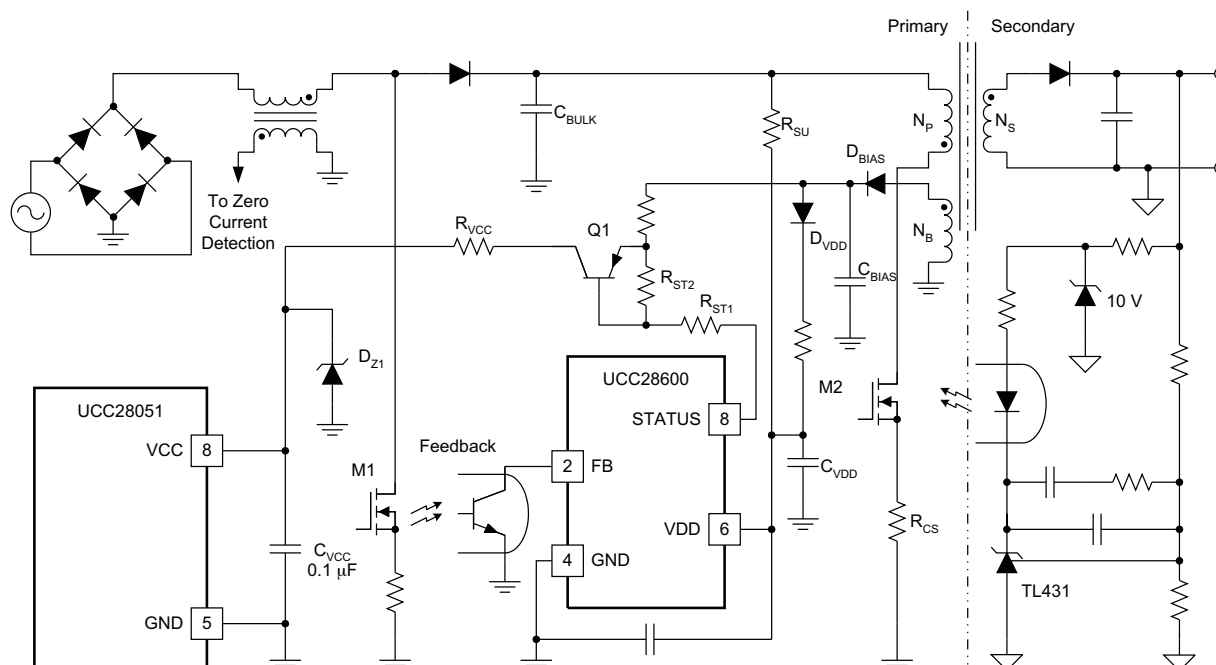 Primary
Secondary
C_BULK
R_SU
N_P
N_S
D_BIAS
To Zero
Current
Detection
R_VCC
Q1
D_VDD
N_B
R_ST2
C_BIAS
R_ST1
10 V
D_Z1
UCC28600
M2
UCC28051
STATUS
8
VCC
8
Feedback
M1
2
FB
C_VDD
VDD
6
R_CS
4
GND
C_VCC
0.1 μF
TL431
GND
5